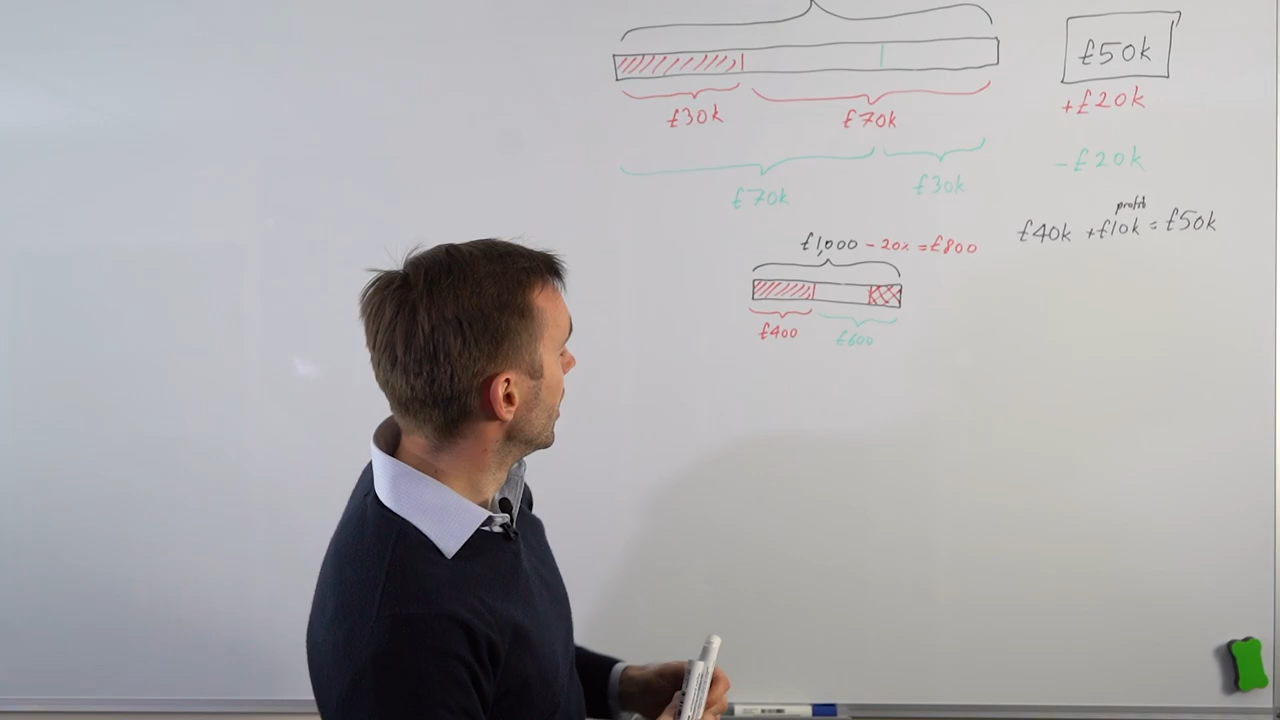 £50k
+£20k
£30k £70k
-£20k
£70k £30k
profit
£40k +£10k = £50k
£1,000 - 20% = £800
£400 £600